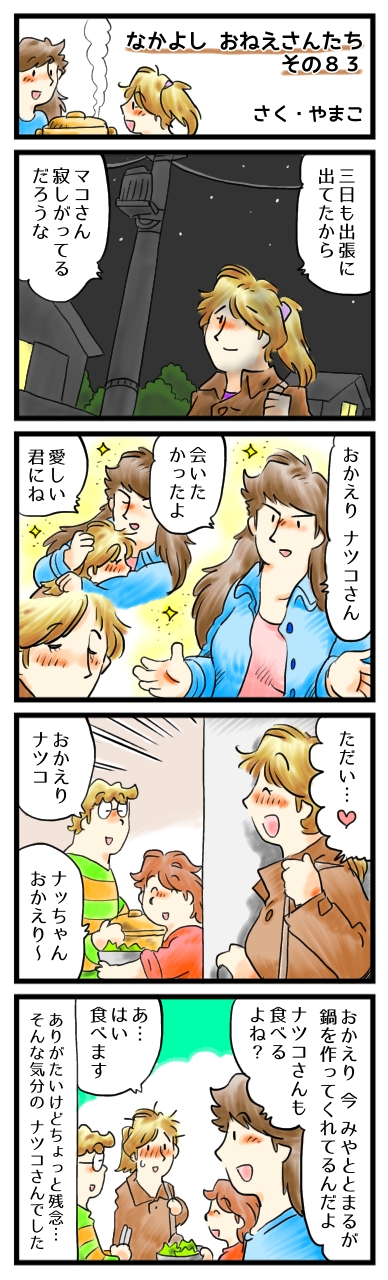 なかよし おねえさんたち
その８３
さく・やまこ
三日も出張に
出てたから
マコさん
寂しがってる
だろうな
おかえり ナツコさん
会いた
かったよ
愛しい
君にね
ただい…♥
おかえり
ナツコ
ナッちゃん
おかえり〜
おかえり 今 みやととまるが
鍋を作ってくれてるんだよ
ナツコさんも
食べる
よね？
あ…
はい
食べます
ありがたいけどちょっと残念…
そんな気分の ナツコさんでした